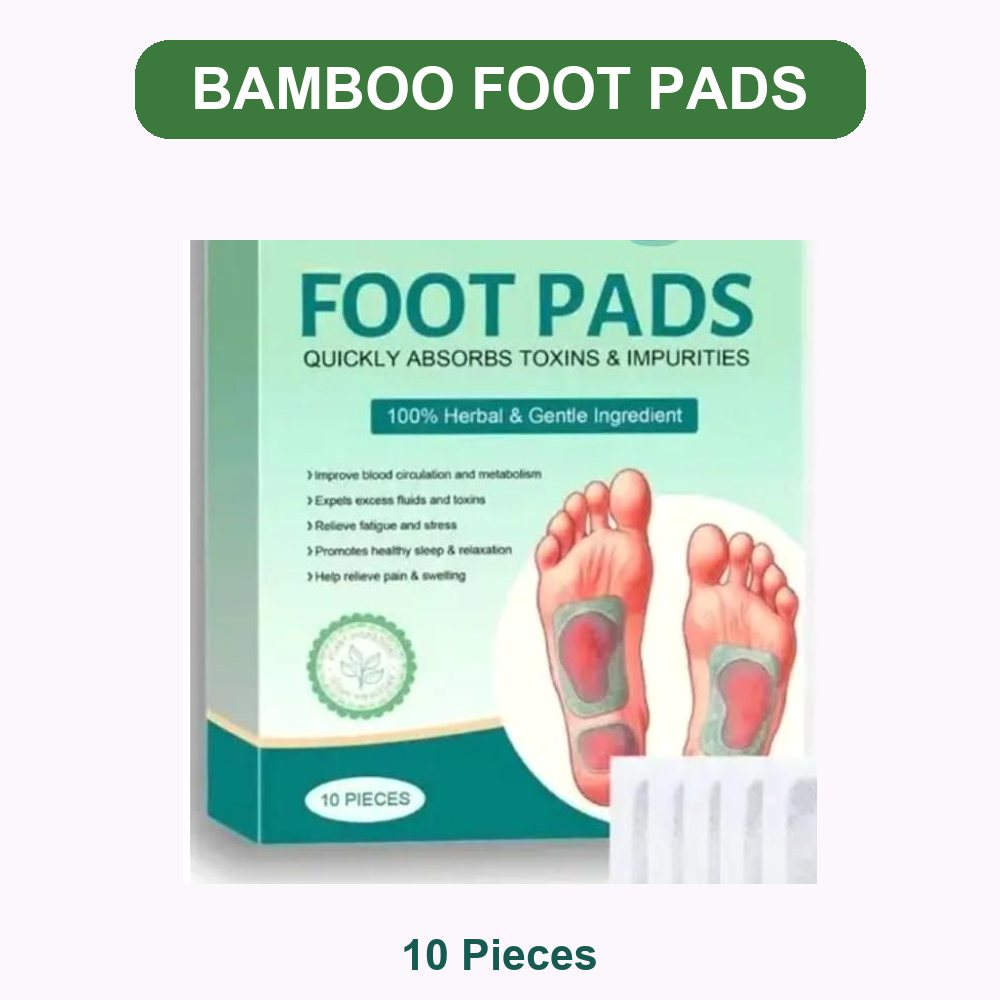 BAMBOO FOOT PADS
FOOT PADS
QUICKLY ABSORBS TOXINS & IMPURITIES
100% Herbal & Gentle Ingredient
Improve blood circulation and metabolism
Expels excess fluids and toxins
Relieve fatigue and stress
Promotes healthy sleep & relaxation
Help relieve pain & swelling
10 PIECES
10 Pieces